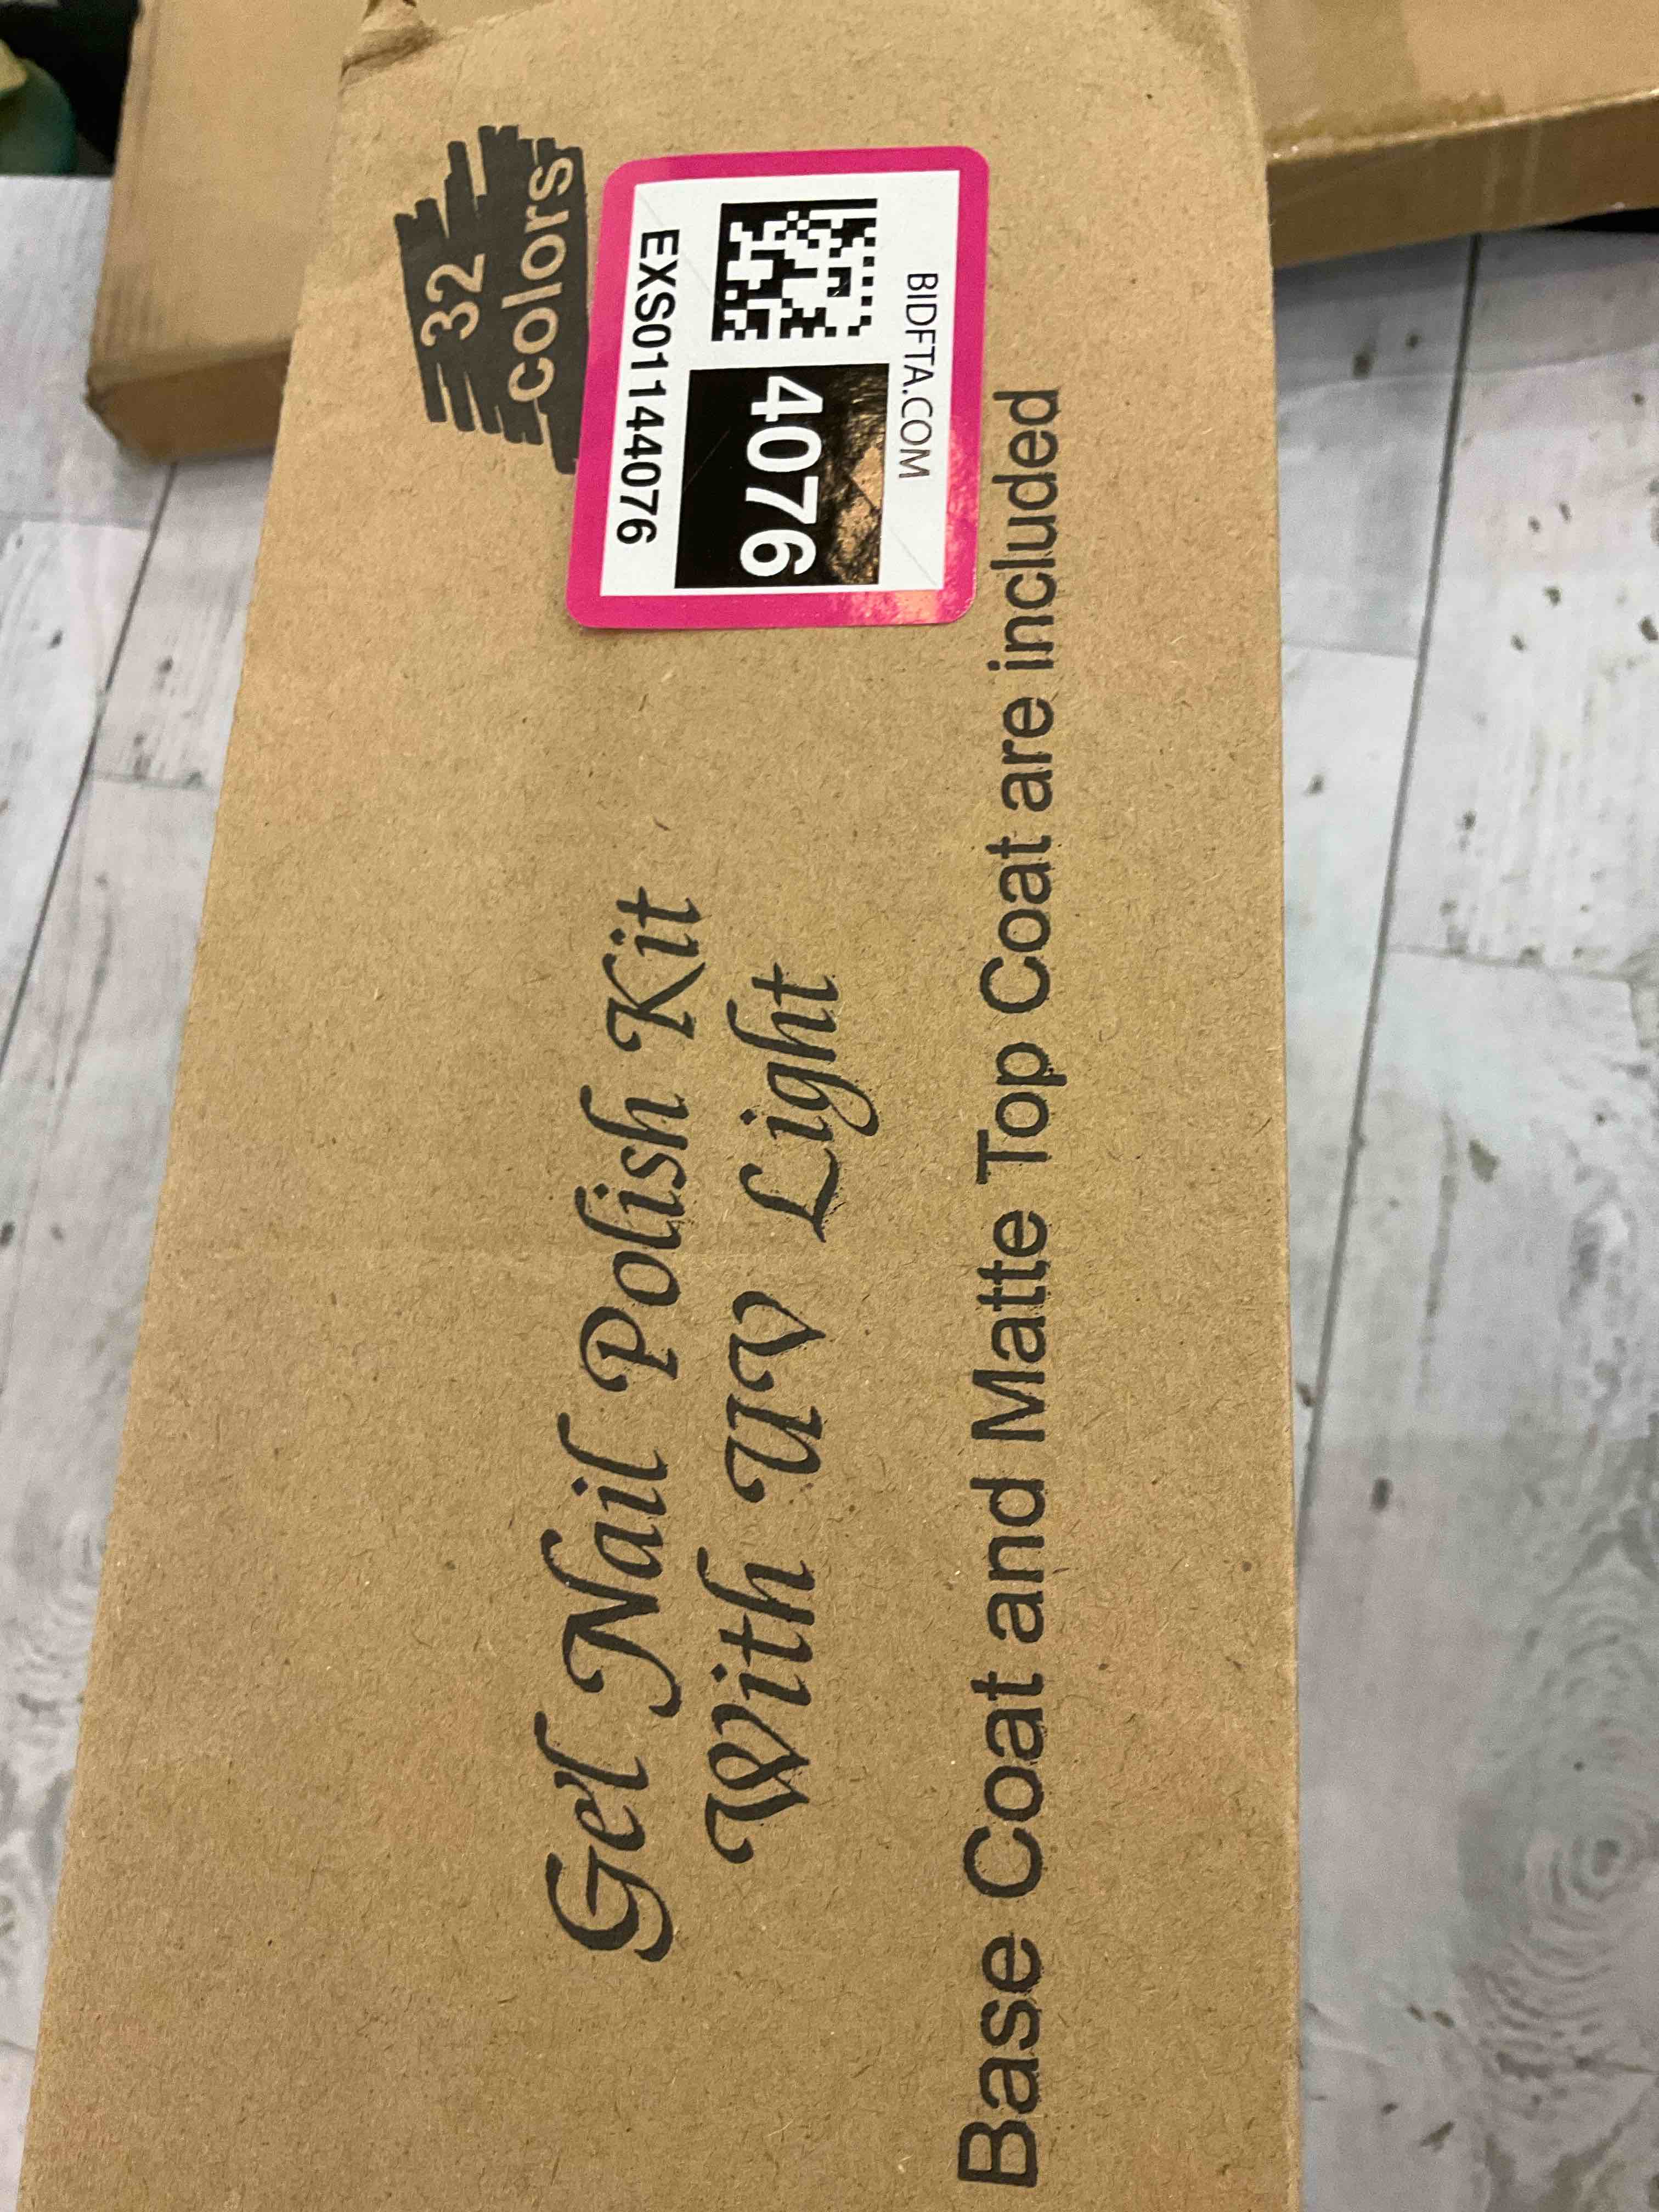 32
colors
BIDFTA.COM
4076
EXS01144076
Gel Nail Polish Kit
With UV Light
Base Coat and Matte Top Coat are included